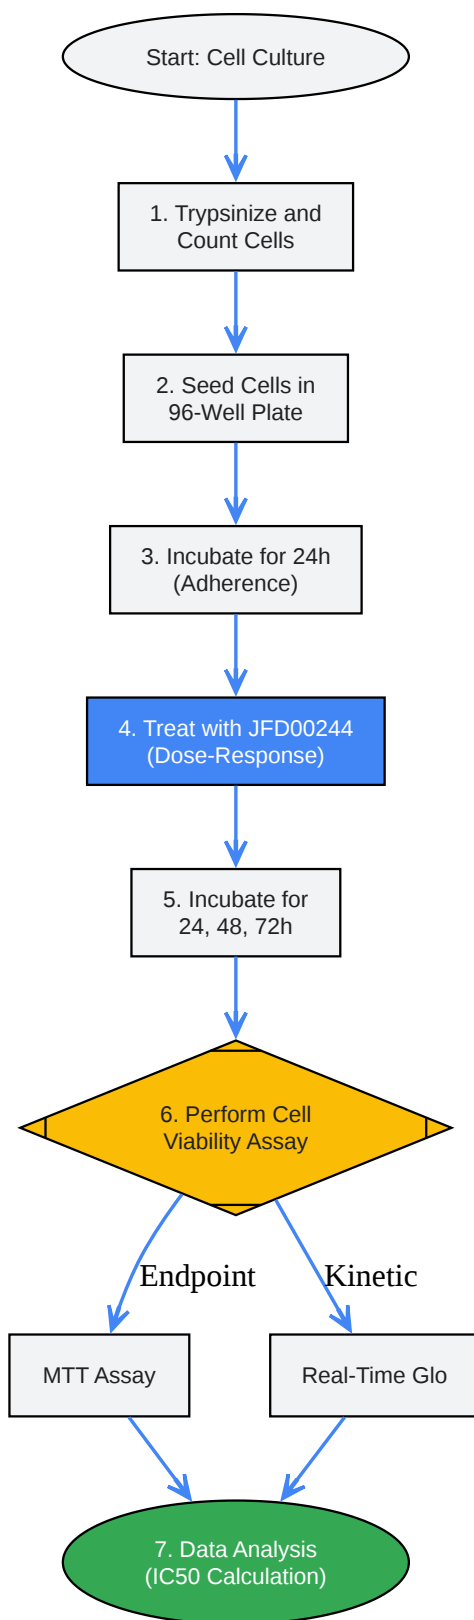 Start: Cell Culture
1. Trypsinize and
Count Cells
2. Seed Cells in
96-Well Plate
3. Incubate for 24h
(Adherence)
4. Treat with JFD00244
(Dose-Response)
5. Incubate for
24, 48, 72h
6. Perform Cell
Viability Assay
Endpoint
Kinetic
MTT Assay
Real-Time Glo
7. Data Analysis
(IC50 Calculation)